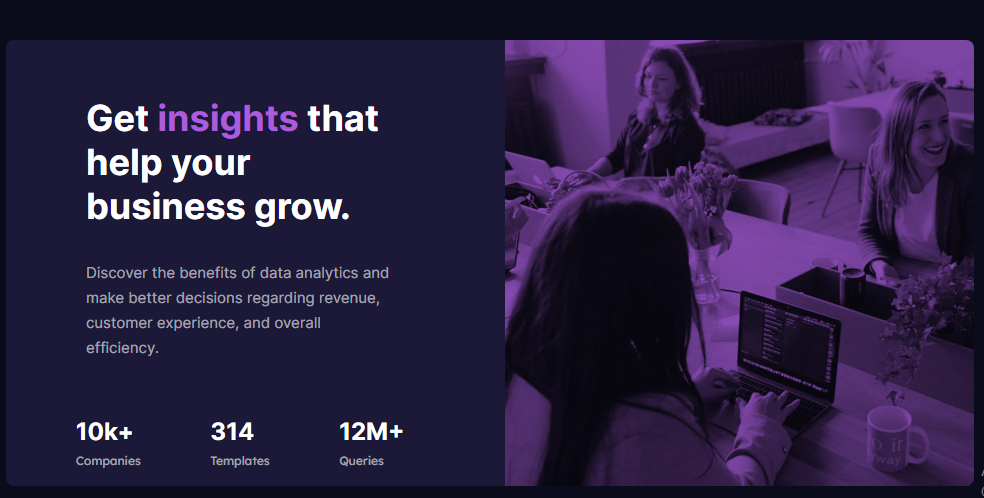 Get insights that
help your
business grow.
Discover the benefits of data analytics and
make better decisions regarding revenue,
customer experience, and overall
efficiency.
10k+ 314 12M+
Companies Templates Queries